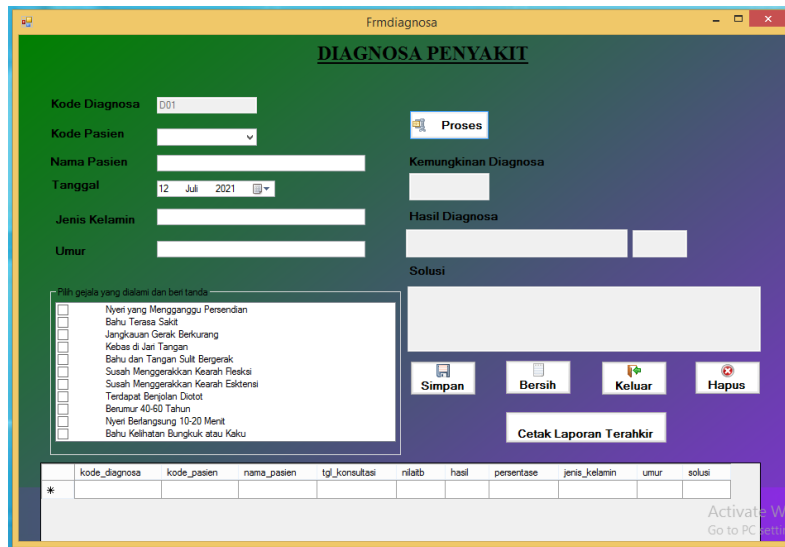 Frmdiagnosa
DIAGNOSA PENYAKIT
Kode Diagnosa D01
Kode Pasien
Nama Pasien
Tanggal 12 Juli 2021
Jenis Kelamin
Umur
Proses
Kemungkinan Diagnosa
Hasil Diagnosa
Solusi
Pilih gejala yang dialami dan beri tanda
Nyeri yang Mengganggu Persendian
Bahu Terasa Sakit
Jangkauan Gerak Berkurang
Kebas di Jari Tangan
Bahu dan Tangan Sulit Bergerak
Susah Menggerakkan Kearah Flekski
Susah Menggerakkan Kearah Esktensi
Terdapat Benjolan Diotot
Berumur 40-60 Tahun
Nyeri Berlangsung 10-20 Menit
Bahu Kelihatan Bungkuk atau Kaku
Simpan Bersih Keluar Hapus
Cetak Laporan Terahkir
kode_diagnosa kode_pasien nama_pasien tgl_konsultasi nilaitb hasil persentase jenis_kelamin umur solusi
Activate W
Go to PC settin